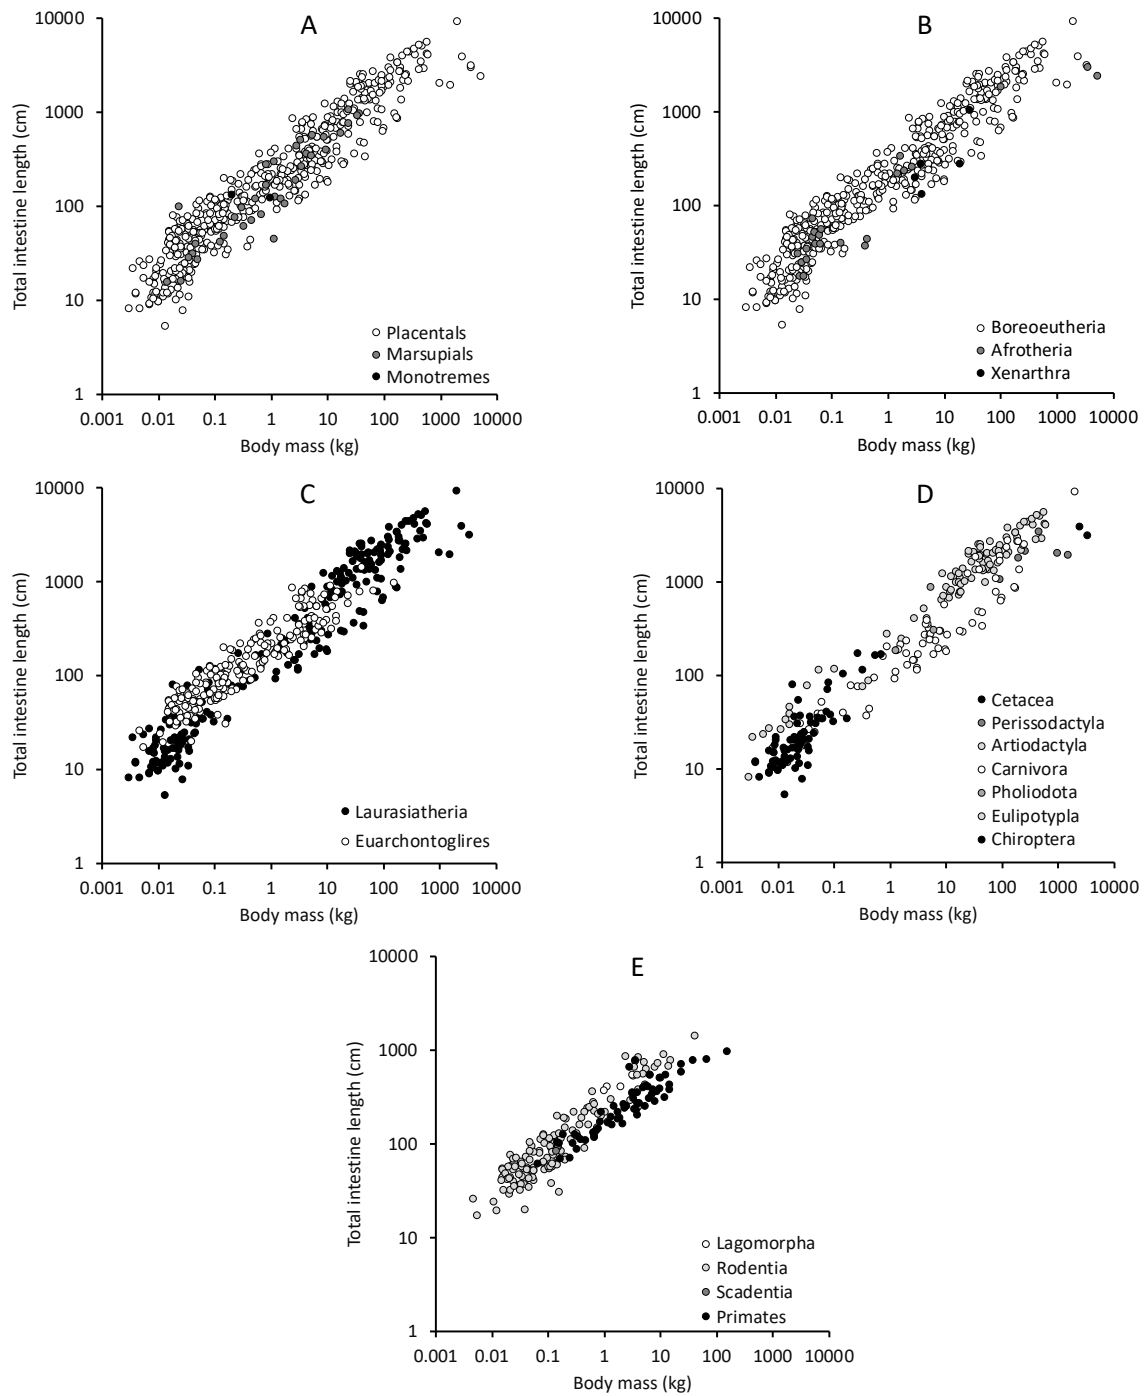 A
10000
1000
100
10
1
Total intestine length (cm)
Placentals
Marsupials
Monotremes
0.001 0.01 0.1 1 10 100 1000 10000
Body mass (kg)
B
10000
1000
100
10
1
Total intestine length (cm)
Boreoeutheria
Afrotheria
Xenarthra
0.001 0.01 0.1 1 10 100 1000 10000
Body mass (kg)
C
10000
1000
100
10
1
Total intestine length (cm)
Laurasiatheria
Euarchontoglires
0.001 0.01 0.1 1 10 100 1000 10000
Body mass (kg)
D
10000
1000
100
10
1
Total intestine length (cm)
Cetacea
Perissodactyla
Artiodactyla
Carnivora
Pholiodota
Eulipotypla
Chiroptera
0.001 0.01 0.1 1 10 100 1000 10000
Body mass (kg)
E
10000
1000
100
10
1
Total intestine length (cm)
Lagomorpha
Rodentia
Scadentia
Primates
0.001 0.01 0.1 1 10 100 1000 10000
Body mass (kg)